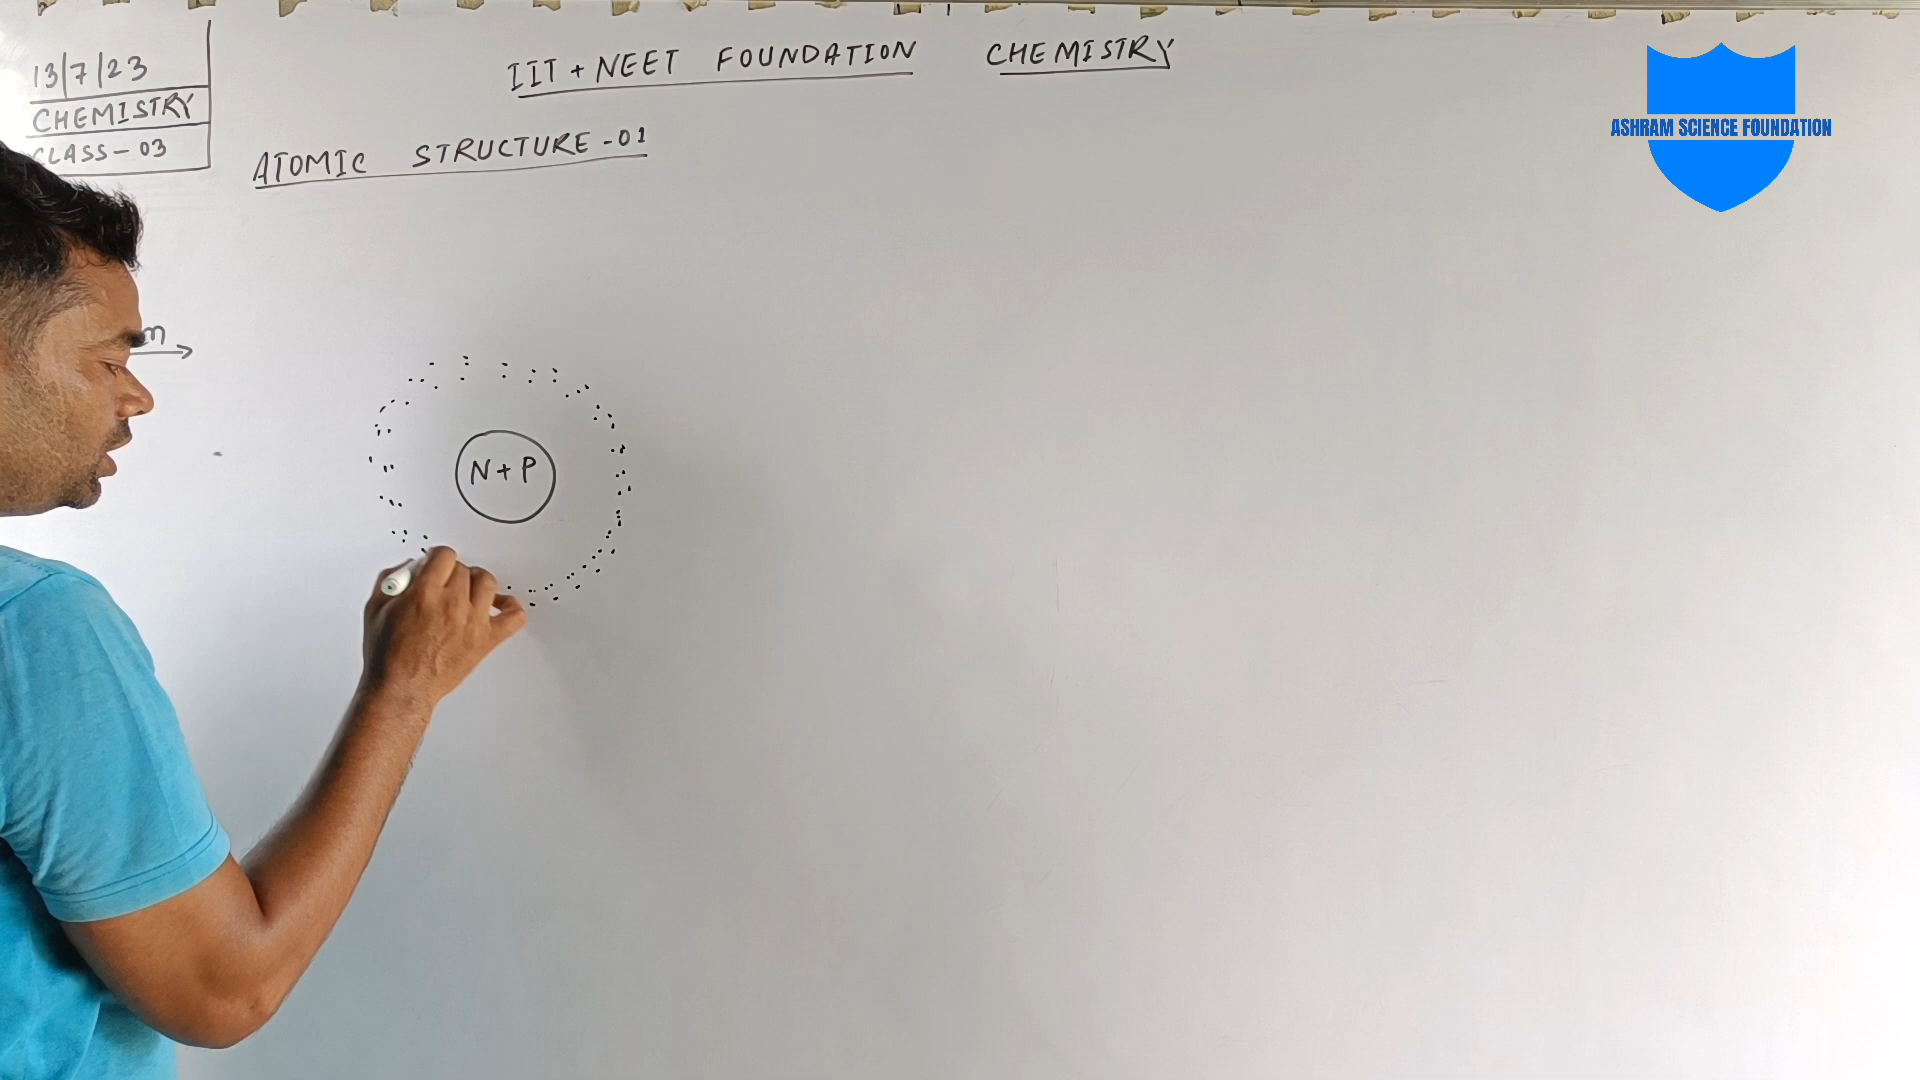 13/7/23
CHEMISTRY
CLASS-03
IIT + NEET FOUNDATION CHEMISTRY
ATOMIC STRUCTURE-01
ASHRAM SCIENCE FOUNDATION
N+P